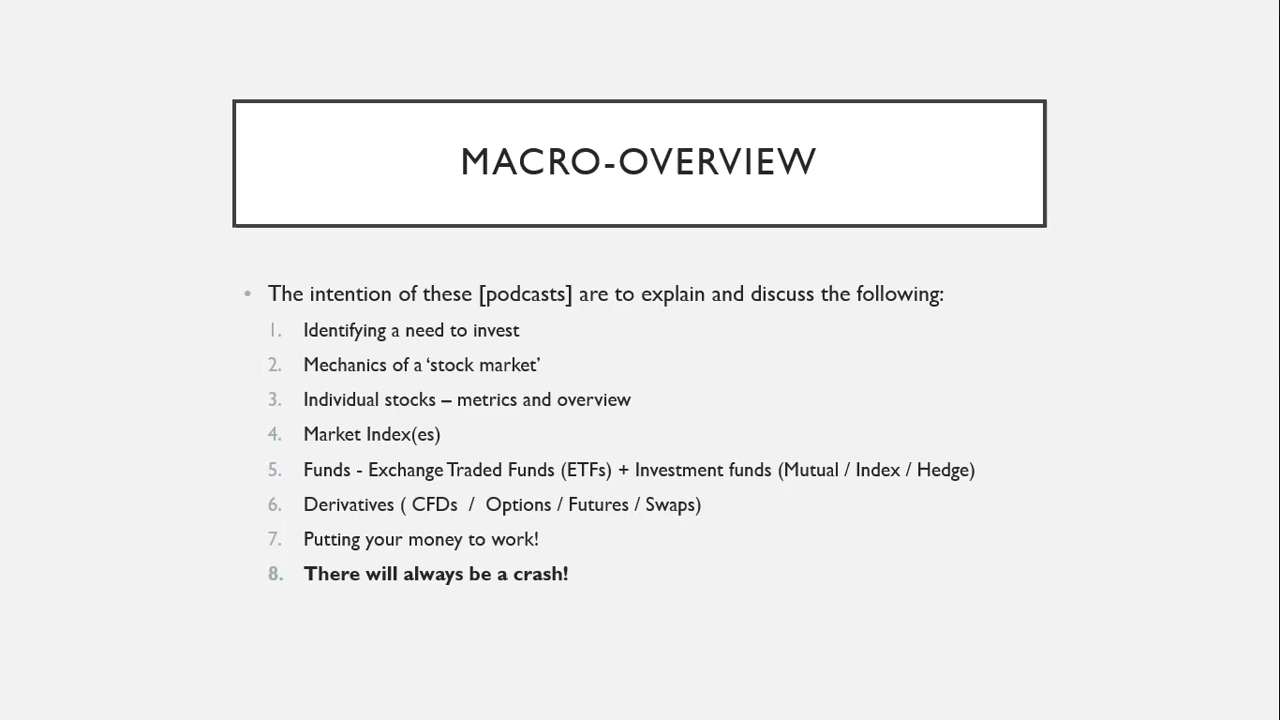 MACRO-OVERVIEW
• The intention of these [podcasts] are to explain and discuss the following:
1. Identifying a need to invest
2. Mechanics of a ‘stock market’
3. Individual stocks – metrics and overview
4. Market Index(es)
5. Funds - Exchange Traded Funds (ETFs) + Investment funds (Mutual / Index / Hedge)
6. Derivatives ( CFDs / Options / Futures / Swaps)
7. Putting your money to work!
8. There will always be a crash!